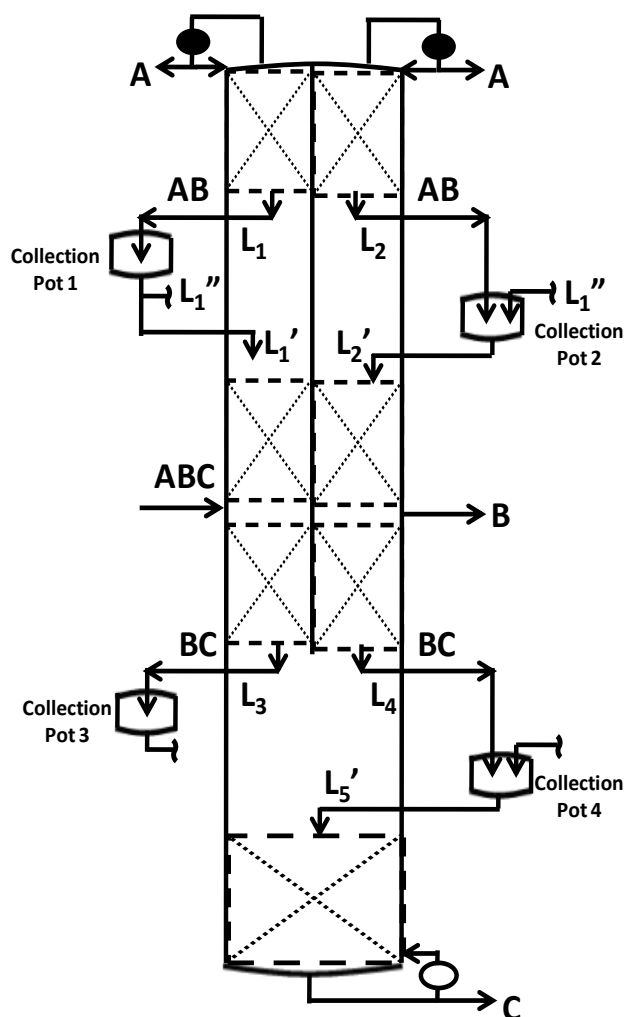 A
A
AB
AB
L₁
L₂
Collection
Pot 1
L₁”
L₁”
Collection
Pot 2
L₁’
L₂’
ABC
B
BC
BC
L₃
L₄
Collection
Pot 3
L₅’
Collection
Pot 4
C